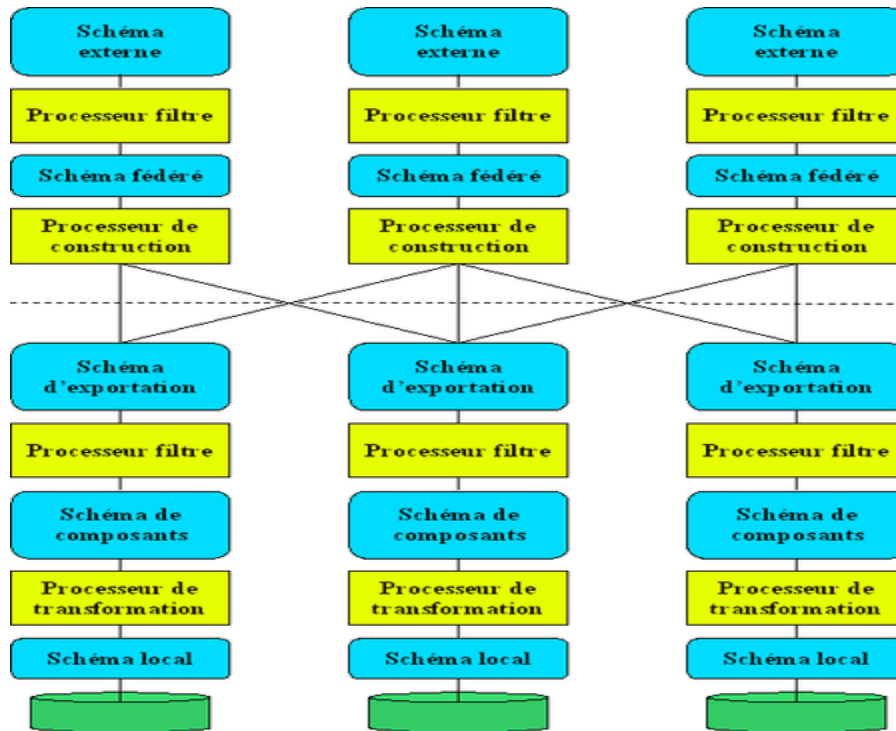 Schéma
externe
Schéma
externe
Schéma
externe
Processeur filtre
Processeur filtre
Processeur filtre
Schéma fédéré
Schéma fédéré
Schéma fédéré
Processeur de
construction
Processeur de
construction
Processeur de
construction
Schéma
d'exportation
Schéma
d'exportation
Schéma
d'exportation
Processeur filtre
Processeur filtre
Processeur filtre
Schéma de
composants
Schéma de
composants
Schéma de
composants
Processeur de
transformation
Processeur de
transformation
Processeur de
transformation
Schéma local
Schéma local
Schéma local